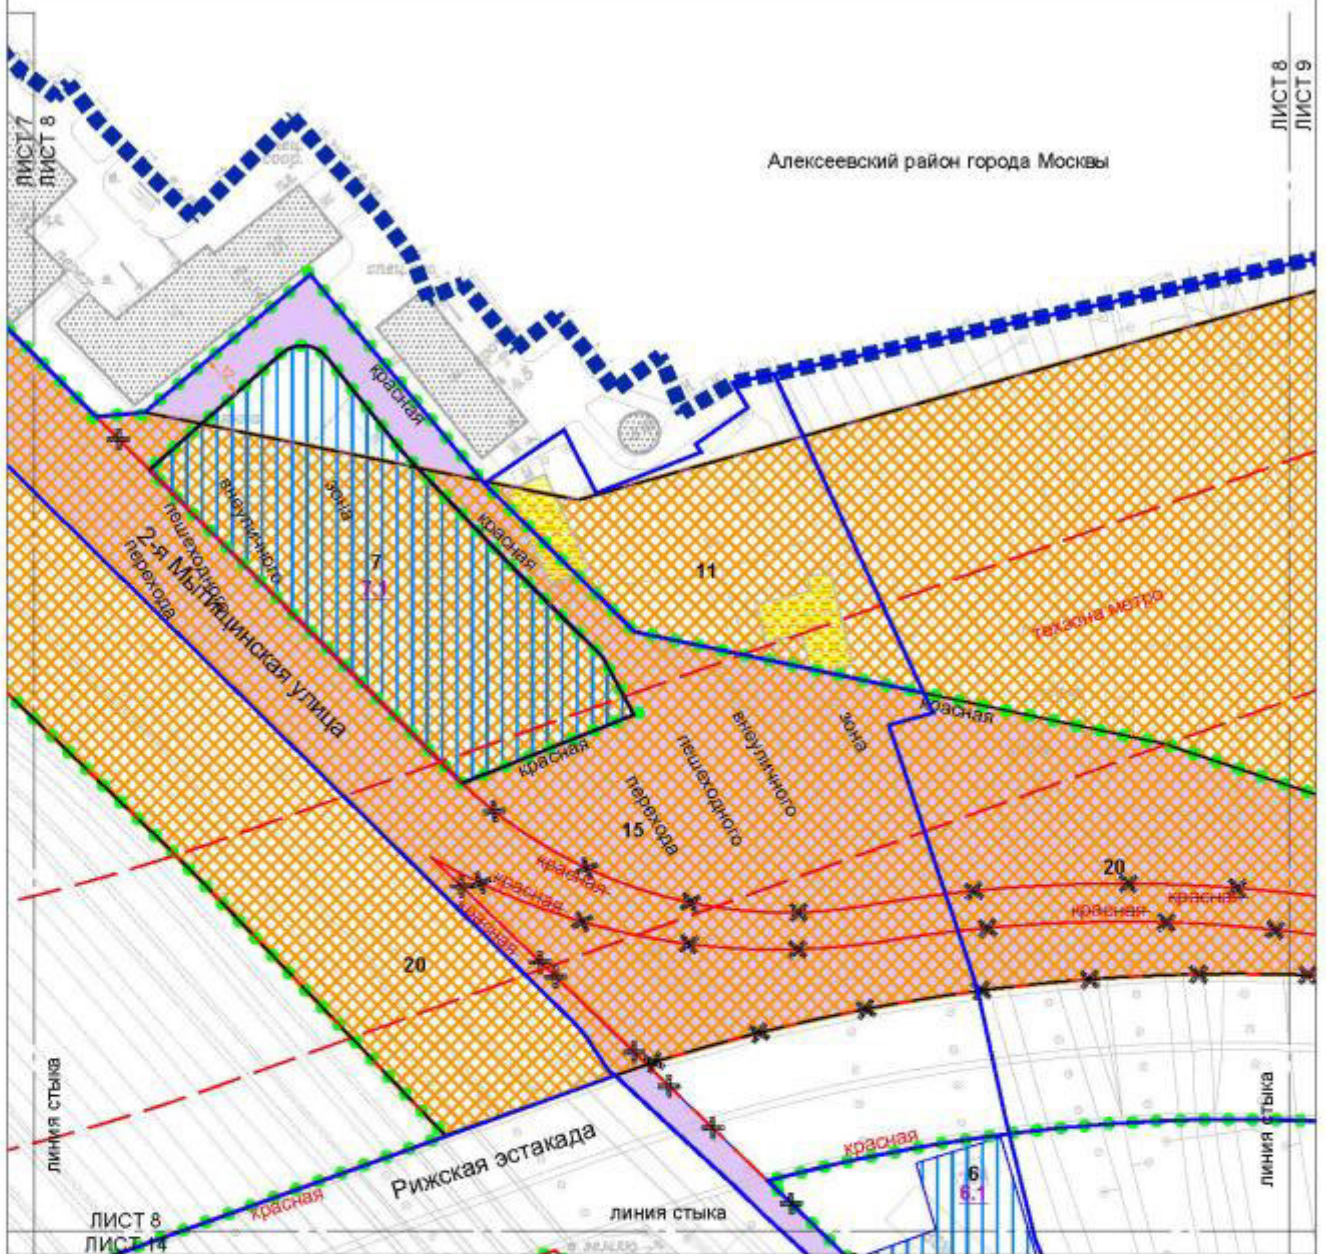 ЛИСТ 7
ЛИСТ 8
ЛИСТ 8
ЛИСТ 9
Алексеевский район города Москвы
спец.
соор.
красная
красная
зона
внеуличного
пешеходного
перехода
7
7.1
2-я Мытищинская улица
11
техзона метро
красная
красная
зона
внеуличного
пешеходного
перехода
15
красная
красная
красная
20
красная
красная
20
линия стыка
линия стыка
Рижская эстакада
красная
красная
6
6.1
линия стыка
ЛИСТ 8
ЛИСТ 14